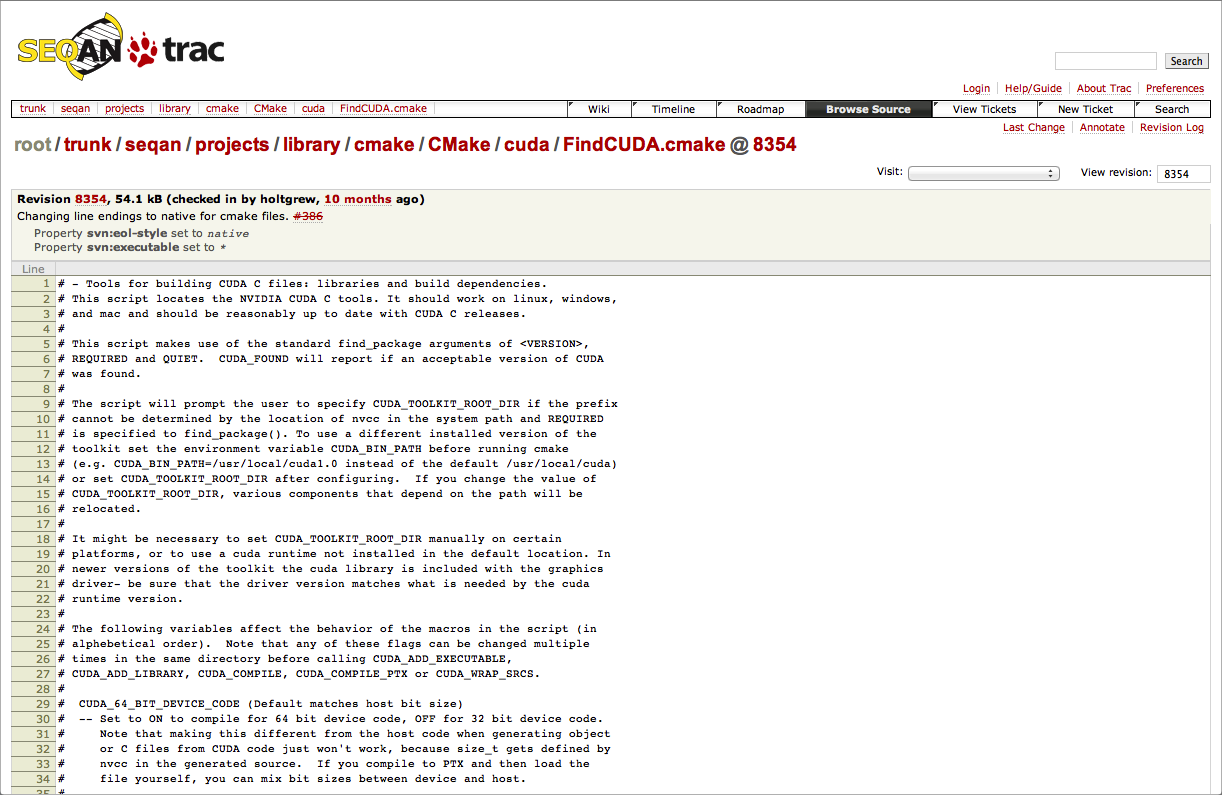 SEQAN trac
Search
Login Help/Guide About Trac Preferences
trunk seqan projects library cmake CMake cuda FindCUDA.cmake Wiki Timeline Roadmap Browse Source View Tickets New Ticket Search
Last Change Annotate Revision Log
root/trunk/seqan/projects/library/cmake/CMake/cuda/FindCUDA.cmake @ 8354
Visit: View revision: 8354
Revision 8354, 54.1 kB (checked in by holtgrew, 10 months ago)
Changing line endings to native for cmake files. #386
Property svn:eol-style set to native
Property svn:executable set to *
Line
1 # - Tools for building CUDA C files: libraries and build dependencies.
2 # This script locates the NVIDIA CUDA C tools. It should work on linux, windows,
3 # and mac and should be reasonably up to date with CUDA C releases.
4 #
5 # This script makes use of the standard find_package arguments of <VERSION>,
6 # REQUIRED and QUIET.  CUDA_FOUND will report if an acceptable version of CUDA
7 # was found.
8 #
9 # The script will prompt the user to specify CUDA_TOOLKIT_ROOT_DIR if the prefix
10 # cannot be determined by the location of nvcc in the system path and REQUIRED
11 # is specified to find_package(). To use a different installed version of the
12 # toolkit set the environment variable CUDA_BIN_PATH before running cmake
13 # (e.g. CUDA_BIN_PATH=/usr/local/cuda1.0 instead of the default /usr/local/cuda)
14 # or set CUDA_TOOLKIT_ROOT_DIR after configuring.  If you change the value of
15 # CUDA_TOOLKIT_ROOT_DIR, various components that depend on the path will be
16 # relocated.
17 #
18 # It might be necessary to set CUDA_TOOLKIT_ROOT_DIR manually on certain
19 # platforms, or to use a cuda runtime not installed in the default location. In
20 # newer versions of the toolkit the cuda library is included with the graphics
21 # driver- be sure that the driver version matches what is needed by the cuda
22 # runtime version.
23 #
24 # The following variables affect the behavior of the macros in the script (in
25 # alphebetical order).  Note that any of these flags can be changed multiple
26 # times in the same directory before calling CUDA_ADD_EXECUTABLE,
27 # CUDA_ADD_LIBRARY, CUDA_COMPILE, CUDA_COMPILE_PTX or CUDA_WRAP_SRCS.
28 #
29 #  CUDA_64_BIT_DEVICE_CODE (Default matches host bit size)
30 #  -- Set to ON to compile for 64 bit device code, OFF for 32 bit device code.
31 #     Note that making this different from the host code when generating object
32 #     or C files from CUDA code just won't work, because size_t gets defined by
33 #     nvcc in the generated source.  If you compile to PTX and then load the
34 #     file yourself, you can mix bit sizes between device and host.
35 #